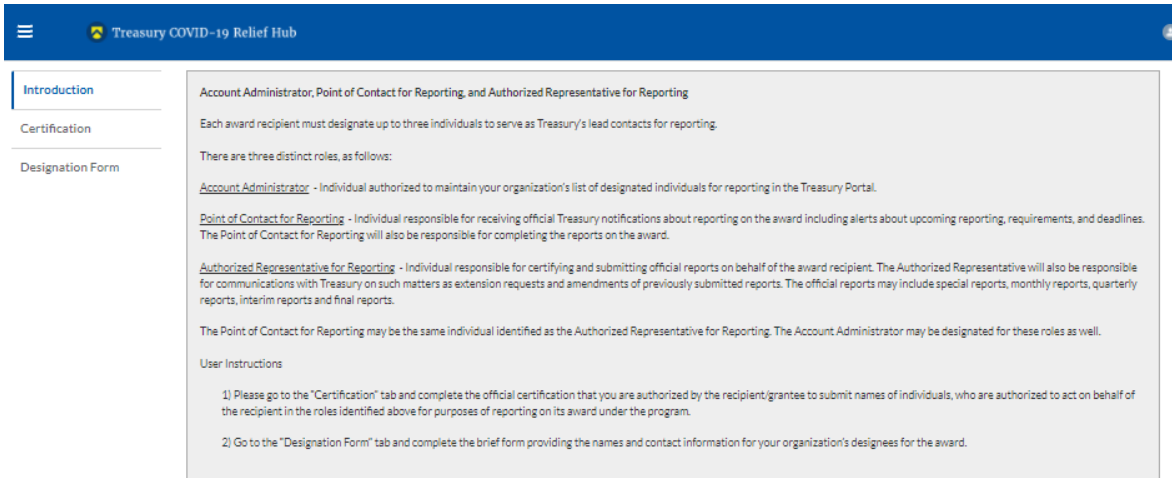 Treasury COVID-19 Relief Hub
Introduction
Certification
Designation Form
Account Administrator, Point of Contact for Reporting, and Authorized Representative for Reporting
Each award recipient must designate up to three individuals to serve as Treasury's lead contacts for reporting.
There are three distinct roles, as follows:
Account Administrator - Individual authorized to maintain your organization's list of designated individuals for reporting in the Treasury Portal.
Point of Contact for Reporting - Individual responsible for receiving official Treasury notifications about reporting on the award including alerts about upcoming reporting, requirements, and deadlines.
The Point of Contact for Reporting will also be responsible for completing the reports on the award.
Authorized Representative for Reporting - Individual responsible for certifying and submitting official reports on behalf of the award recipient. The Authorized Representative will also be responsible
for communications with Treasury on such matters as extension requests and amendments of previously submitted reports. The official reports may include special reports, monthly reports, quarterly
reports, interim reports and final reports.
The Point of Contact for Reporting may be the same individual identified as the Authorized Representative for Reporting. The Account Administrator may be designated for these roles as well.
User Instructions
1) Please go to the "Certification" tab and complete the official certification that you are authorized by the recipient/grantee to submit names of individuals, who are authorized to act on behalf of
the recipient in the roles identified above for purposes of reporting on its award under the program.
2) Go to the "Designation Form" tab and complete the brief form providing the names and contact information for your organization's designees for the award.